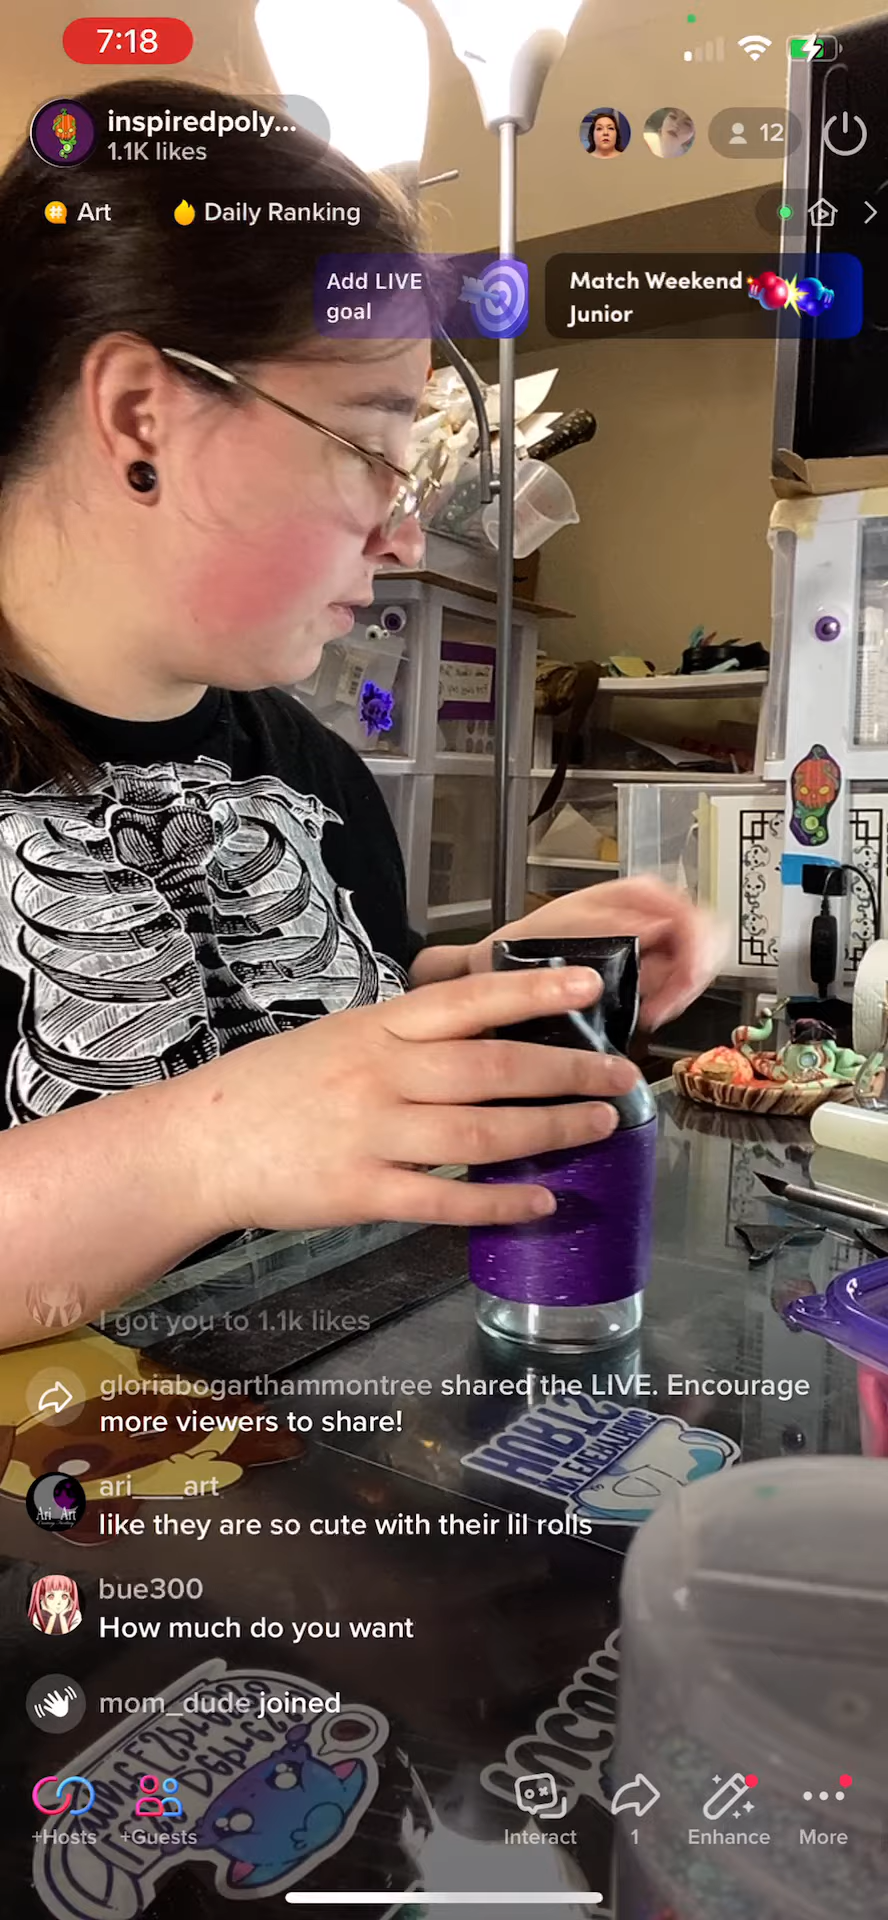 7:18
inspiredpoly...
1.1K likes
12
Art
Daily Ranking
Add LIVE
goal
Match Weekend
Junior
I got you to 1.1k likes
gloriabogarthammontree shared the LIVE. Encourage
more viewers to share!
ari___art
Ari Art
like they are so cute with their lil rolls
bue300
How much do you want
mom_dude joined
+Hosts
+Guests
Interact
1
Enhance
More